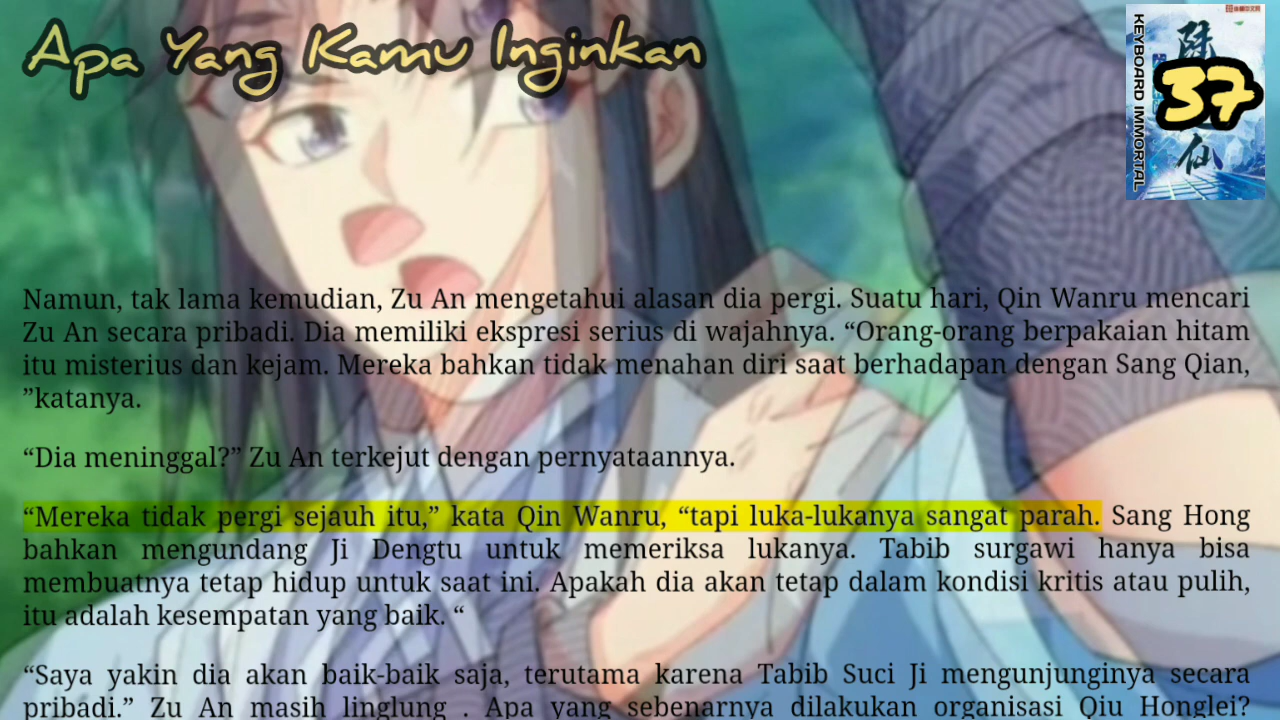 Apa Yang Kamu Inginkan
KEYBOARD IMMORTAL
37
仙
Namun, tak lama kemudian, Zu An mengetahui alasan dia pergi. Suatu hari, Qin Wanru mencari
Zu An secara pribadi. Dia memiliki ekspresi serius di wajahnya. “Orang-orang berpakaian hitam
itu misterius dan kejam. Mereka bahkan tidak menahan diri saat berhadapan dengan Sang Qian,
”katanya.
“Dia meninggal?” Zu An terkejut dengan pernyataannya.
“Mereka tidak pergi sejauh itu,” kata Qin Wanru, “tapi luka-lukanya sangat parah. Sang Hong
bahkan mengundang Ji Dengtu untuk memeriksa lukanya. Tabib surgawi hanya bisa
membuatnya tetap hidup untuk saat ini. Apakah dia akan tetap dalam kondisi kritis atau pulih,
itu adalah kesempatan yang baik. “
“Saya yakin dia akan baik-baik saja, terutama karena Tabib Suci Ji mengunjunginya secara
pribadi.” Zu An masih linglung . Apa yang sebenarnya dilakukan organisasi Qiu Honglei?